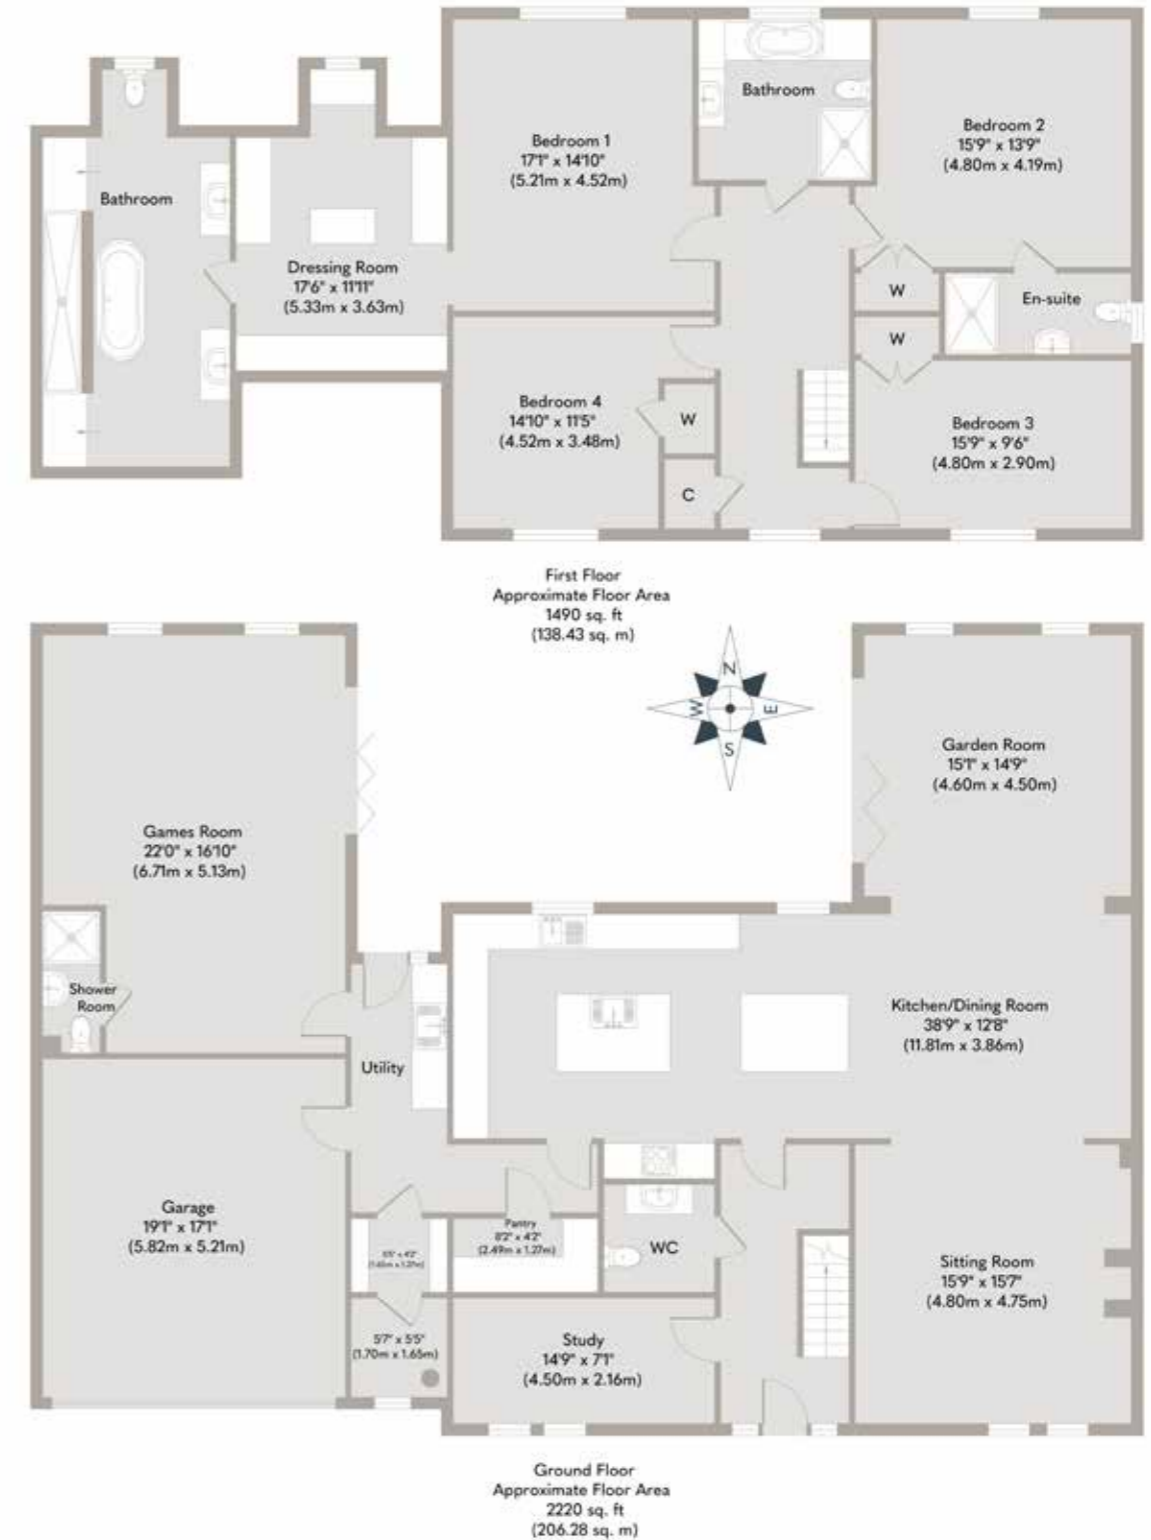 Bathroom
Bedroom 1
17'1" x 14'10"
(5.21m x 4.52m)
Bathroom
Bedroom 2
15'9" x 13'9"
(4.80m x 4.19m)
Dressing Room
17'6" x 11'11"
(5.33m x 3.63m)
W
En-suite
W
Bedroom 4
14'10" x 11'5"
(4.52m x 3.48m)
W
C
Bedroom 3
15'9" x 9'6"
(4.80m x 2.90m)
First Floor
Approximate Floor Area
1490 sq. ft
(138.43 sq. m)
N
W
E
S
Games Room
22'0" x 16'10"
(6.71m x 5.13m)
Garden Room
15'1" x 14'9"
(4.60m x 4.50m)
Shower
Room
Utility
Kitchen/Dining Room
38'9" x 12'8"
(11.81m x 3.86m)
Garage
19'1" x 17'1"
(5.82m x 5.21m)
Pantry
8'2" x 4'2"
(2.49m x 1.27m)
5'5" x 4'2"
(1.65m x 1.27m)
WC
Sitting Room
15'9" x 15'7"
(4.80m x 4.75m)
5'7" x 5'5"
(1.70m x 1.65m)
Study
14'9" x 7'1"
(4.50m x 2.16m)
Ground Floor
Approximate Floor Area
2220 sq. ft
(206.28 sq. m)